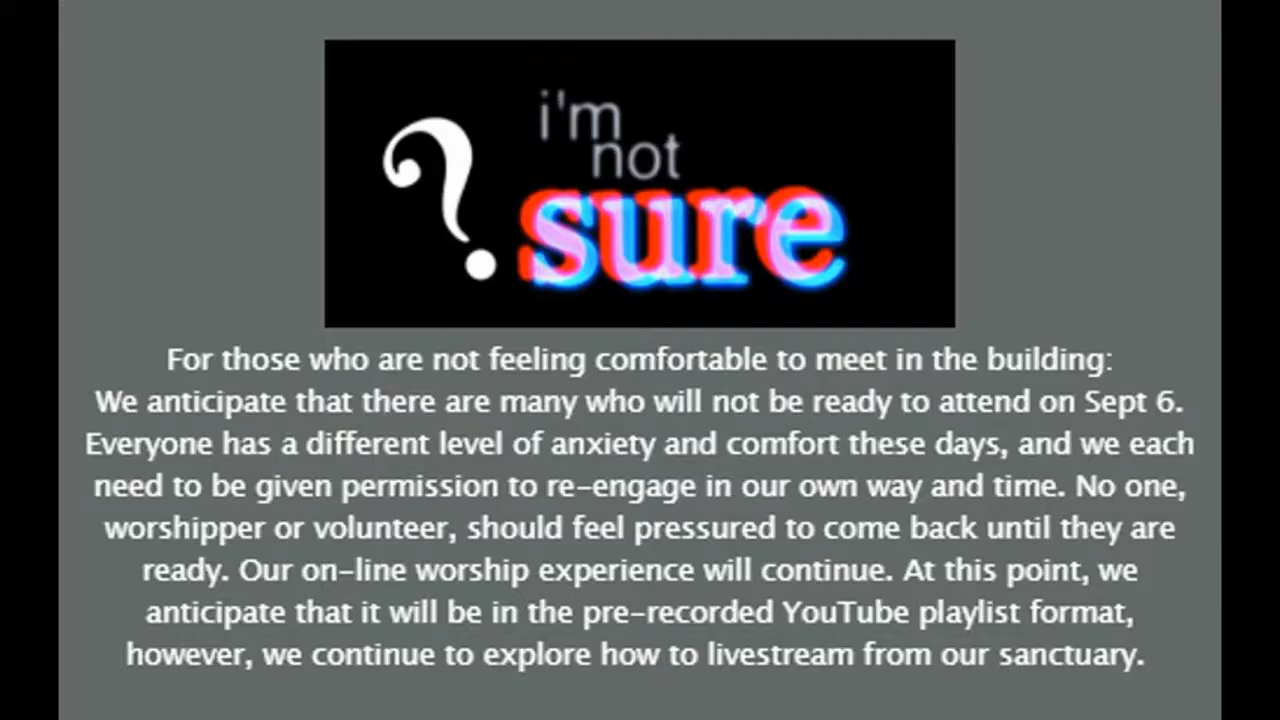 ?
i'm
not
sure
For those who are not feeling comfortable to meet in the building:
We anticipate that there are many who will not be ready to attend on Sept 6.
Everyone has a different level of anxiety and comfort these days, and we each
need to be given permission to re-engage in our own way and time. No one,
worshipper or volunteer, should feel pressured to come back until they are
ready. Our on-line worship experience will continue. At this point, we
anticipate that it will be in the pre-recorded YouTube playlist format,
however, we continue to explore how to livestream from our sanctuary.